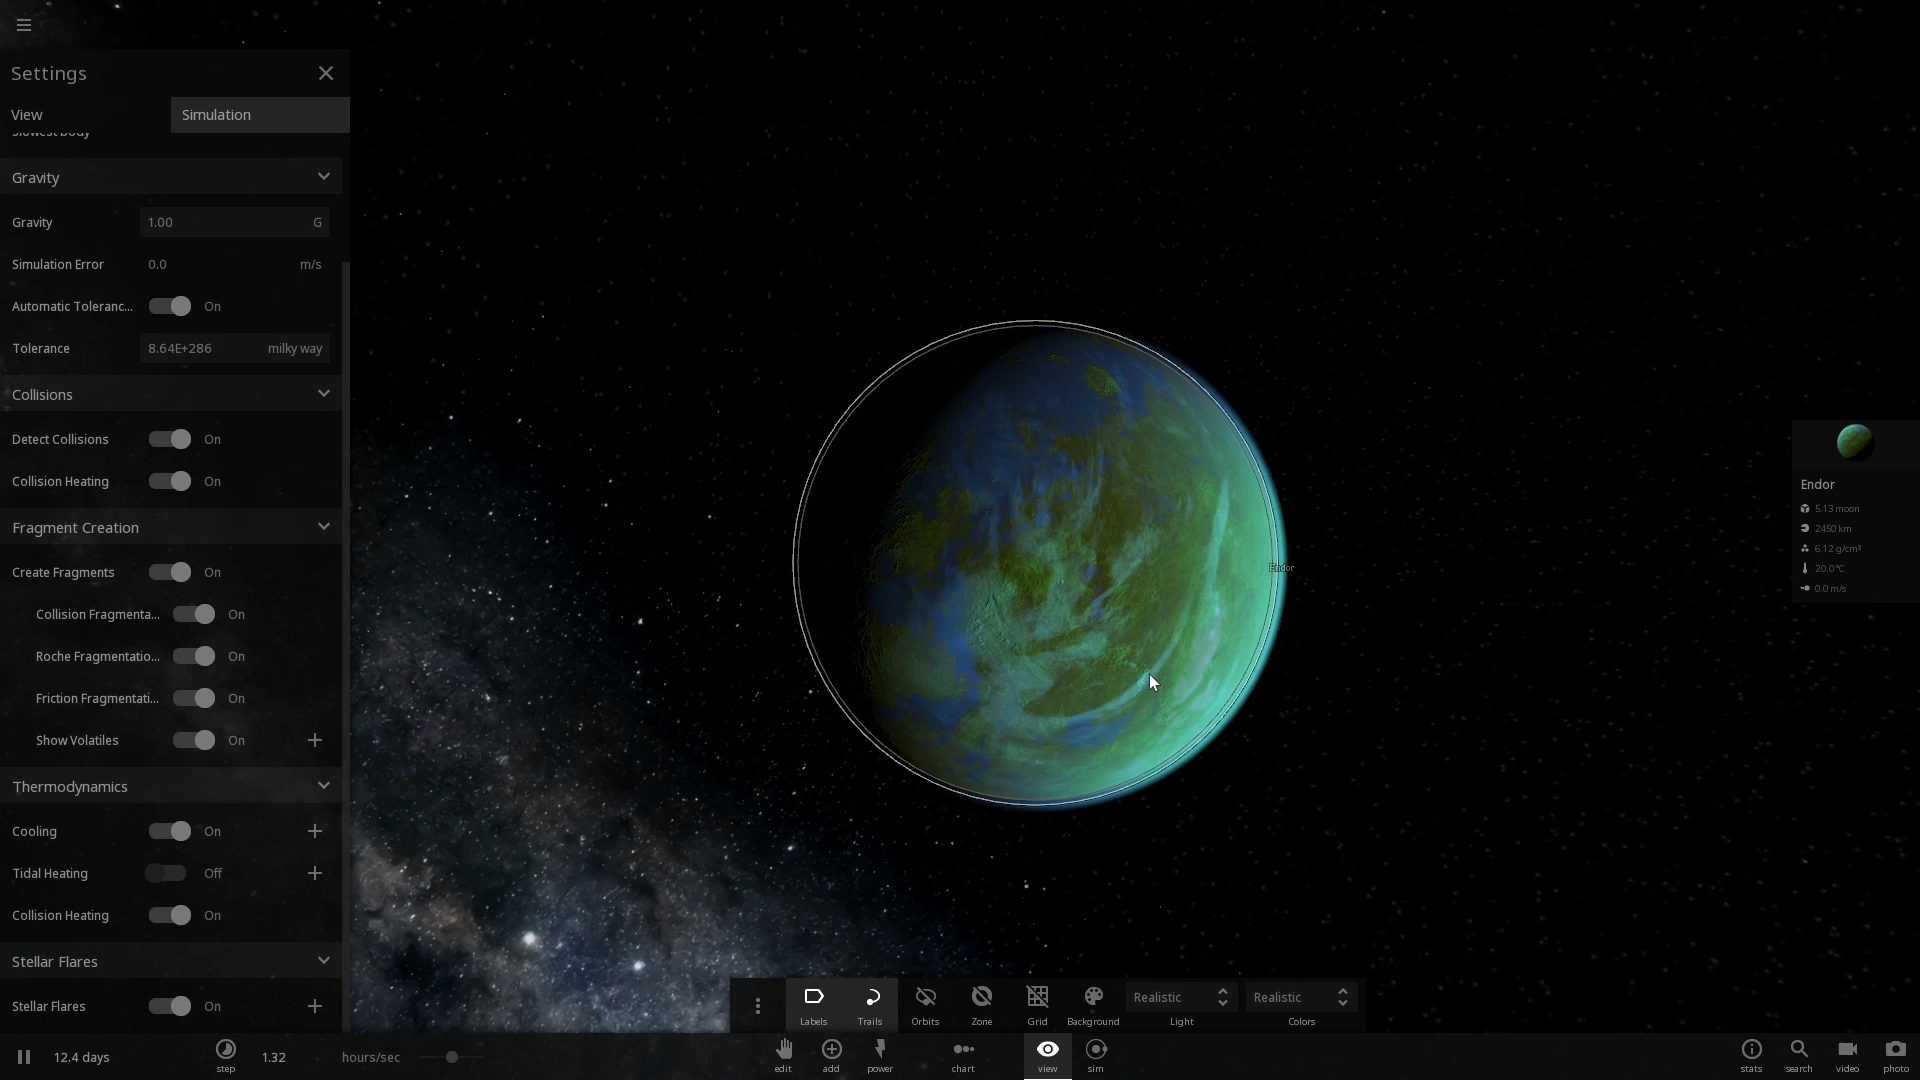 Settings
View
Simulation
Slowest body
Gravity
Gravity 1.00 G
Simulation Error 0.0 m/s
Automatic Toleranc... On
Tolerance 8.64E+286 milky way
Collisions
Detect Collisions On
Collision Heating On
Fragment Creation
Create Fragments On
Collision Fragmenta... On
Roche Fragmentatio... On
Friction Fragmentati... On
Show Volatiles On
Thermodynamics
Cooling On
Tidal Heating Off
Collision Heating On
Stellar Flares
Stellar Flares On
Endor
Endor
5.13 moon
2450 km
6.12 g/cm³
20.0 °C
0.0 m/s
Labels
Trails
Orbits
Zone
Grid
Background
Realistic
Light
Realistic
Colors
12.4 days
step
1.32
hours/sec
edit
add
power
chart
view
sim
stats
search
video
photo